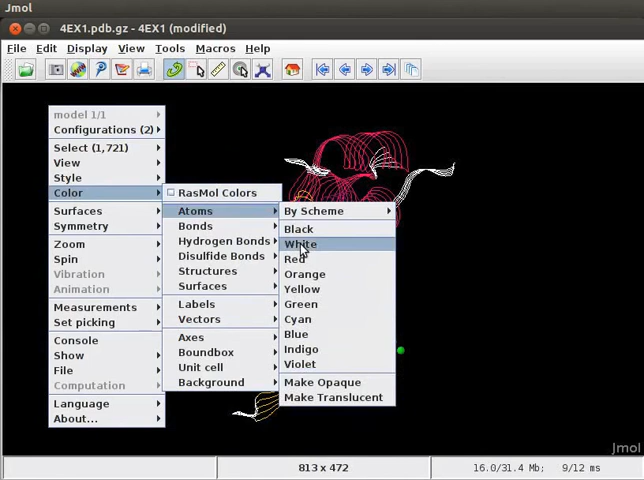 Jmol
4EX1.pdb.gz - 4EX1 (modified)
File Edit Display View Tools Macros Help
model 1/1
Configurations (2)
Select (1,721)
View
Style
Color
Surfaces
Symmetry
Zoom
Spin
Vibration
Animation
Measurements
Set picking
Console
Show
File
Computation
Language
About...
RasMol Colors
Atoms
Bonds
Hydrogen Bonds
Disulfide Bonds
Structures
Surfaces
Labels
Vectors
Axes
Boundbox
Unit cell
Background
By Scheme
Black
White
Red
Orange
Yellow
Green
Cyan
Blue
Indigo
Violet
Make Opaque
Make Translucent
Jmol
813 x 472
16.0/31.4 Mb; 9/12 ms